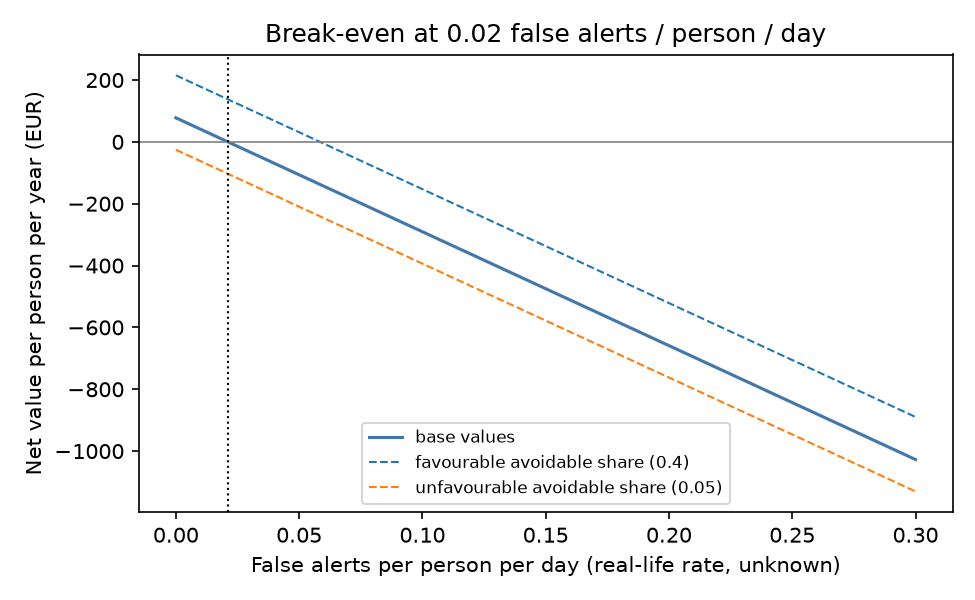 Break-even at 0.02 false alerts / person / day
Net value per person per year (EUR)
200
0
−200
−400
−600
−800
−1000
base values
favourable avoidable share (0.4)
unfavourable avoidable share (0.05)
0.00 0.05 0.10 0.15 0.20 0.25 0.30
False alerts per person per day (real-life rate, unknown)